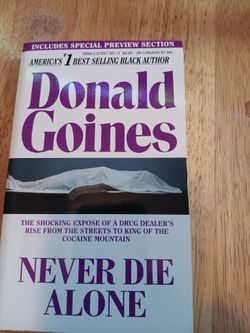 INCLUDES SPECIAL PREVIEW SECTION
AMERICA'S #1 BEST SELLING BLACK AUTHOR
Donald
Goines
THE SHOCKING EXPOSE OF A DRUG DEALER'S
RISE FROM THE STREETS TO KING OF THE
COCAINE MOUNTAIN
NEVER DIE
ALONE